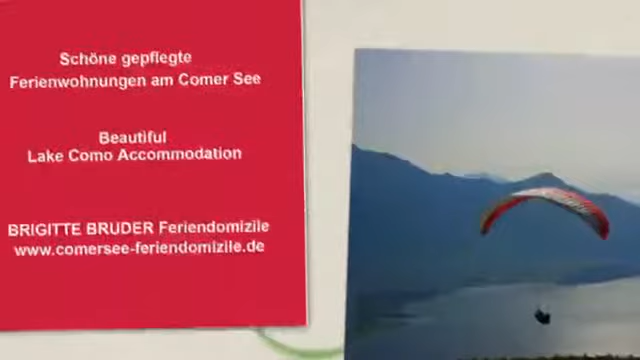 Schöne gepflegte
Ferienwohnungen am Comer See
Beautiful
Lake Como Accommodation
BRIGITTE BRUDER Feriendomizile
www.comersee-feriendomizile.de